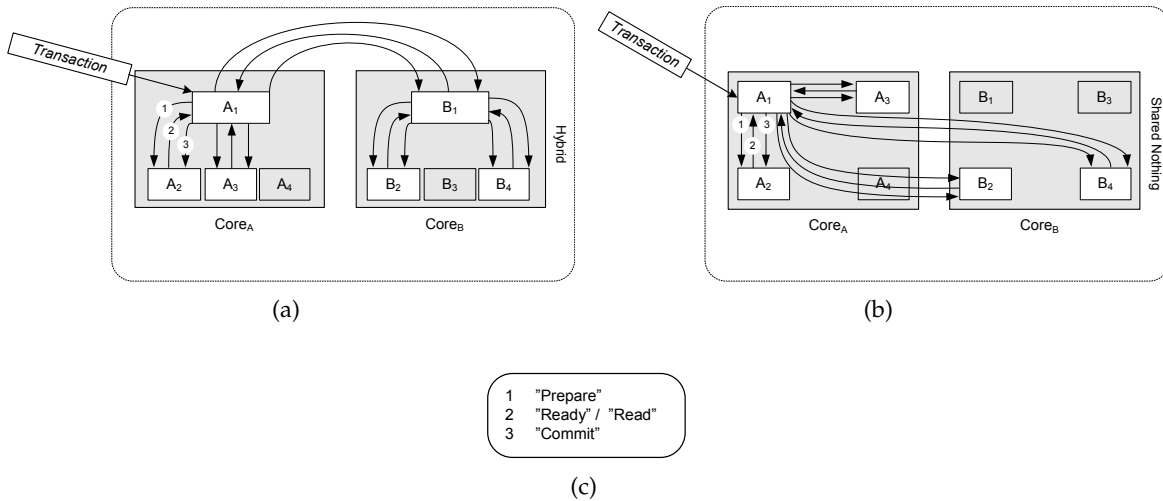 Transaction
A1
1
2
3
A2
A3
A4
CoreA
B1
B2
B3
B4
CoreB
Hybrid
(a)
Transaction
A1
A3
1
3
2
A2
A4
CoreA
B1
B3
B2
B4
CoreB
Shared Nothing
(b)
1 "Prepare"
2 "Ready" / "Read"
3 "Commit"
(c)